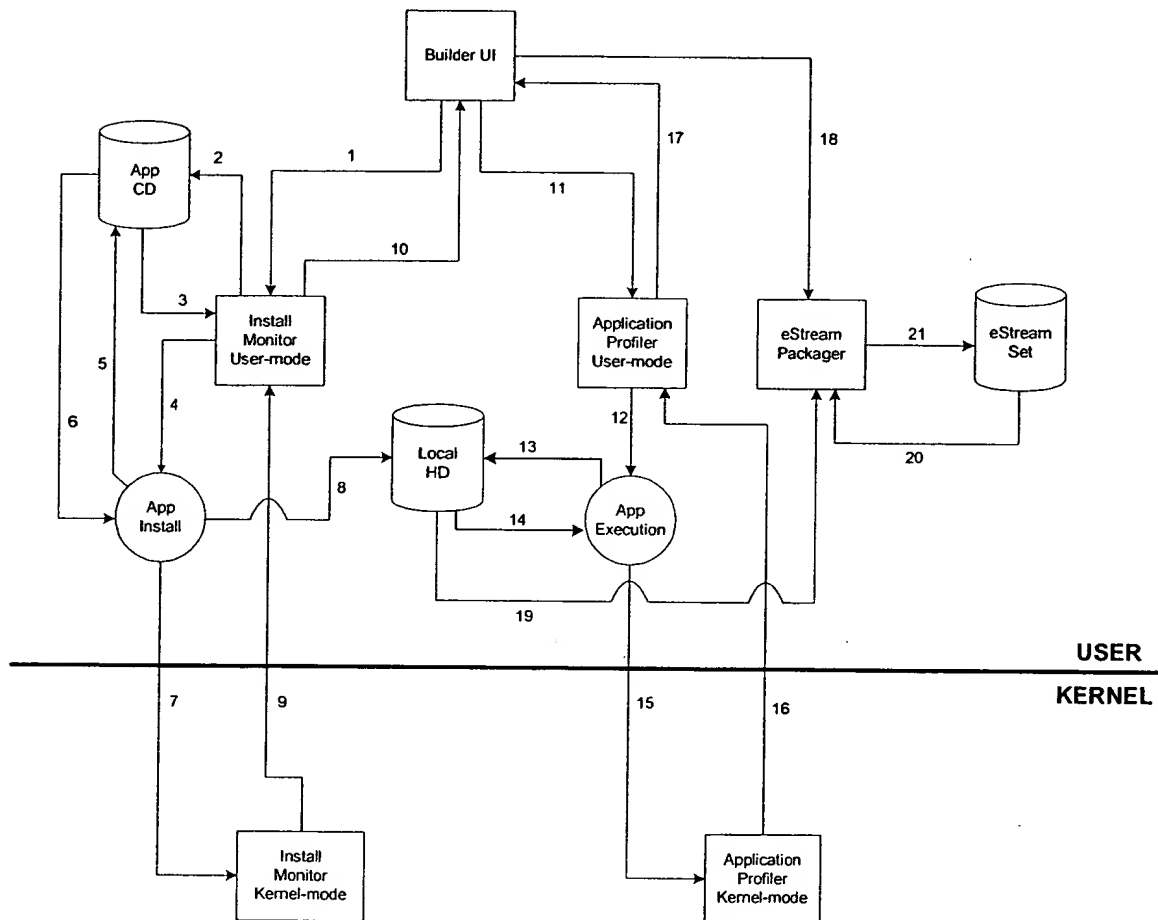 Builder UI
17
18
1
11
App
CD
2
10
3
Install
Monitor
User-mode
Application
Profiler
User-mode
eStream
Packager
21
eStream
Set
5
4
6
12
20
Local
HD
13
8
App
Install
14
App
Execution
19
USER
KERNEL
7
9
15
16
Install
Monitor
Kernel-mode
Application
Profiler
Kernel-mode